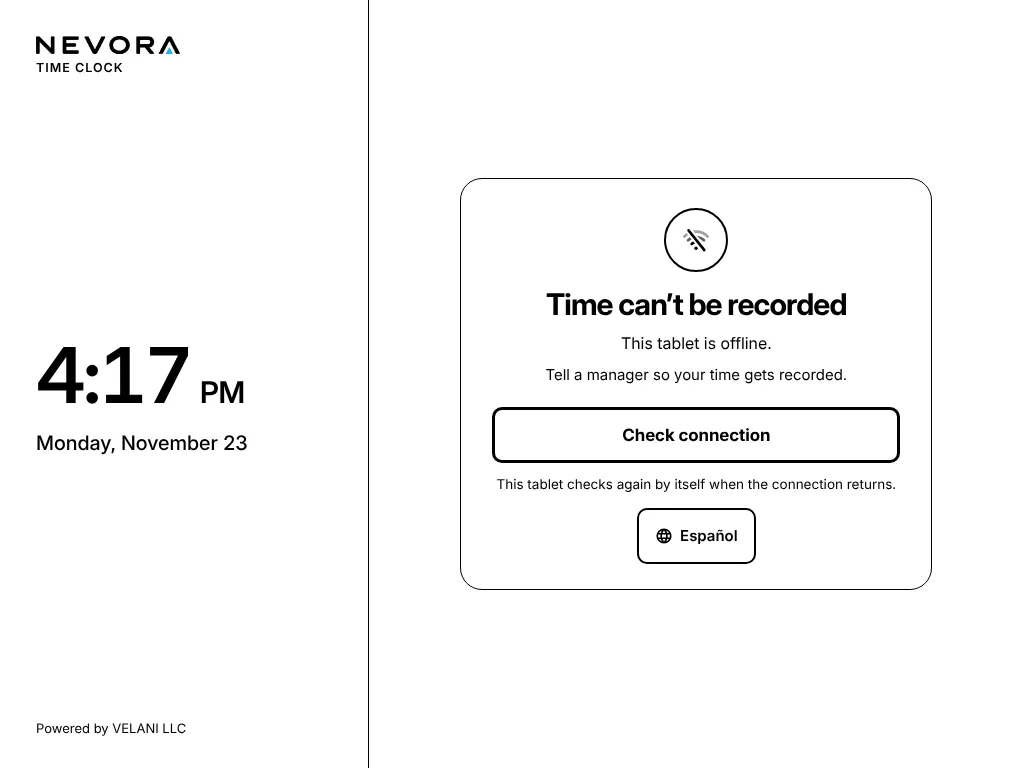 NEVORA
TIME CLOCK
4:17 PM
Monday, November 23
Powered by VELANI LLC
Time can’t be recorded
This tablet is offline.
Tell a manager so your time gets recorded.
Check connection
This tablet checks again by itself when the connection returns.
Español